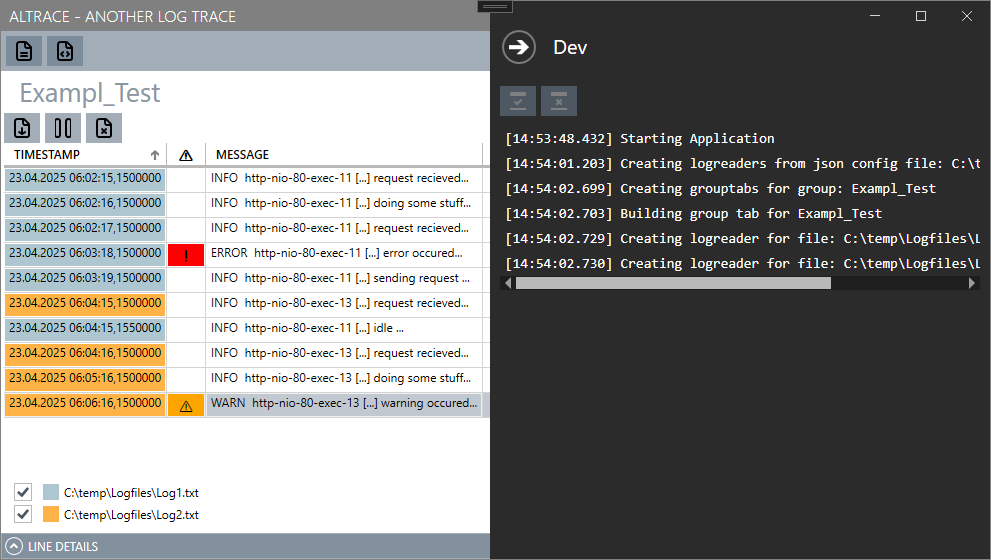 ALTRACE - ANOTHER LOG TRACE
Exampl_Test
TIMESTAMP MESSAGE
23.04.2025 06:02:15,1500000 INFO http-nio-80-exec-11 [...] request recieved...
23.04.2025 06:02:16,1500000 INFO http-nio-80-exec-11 [...] doing some stuff...
23.04.2025 06:02:17,1500000 INFO http-nio-80-exec-11 [...] request recieved...
23.04.2025 06:03:18,1500000 ! ERROR http-nio-80-exec-11 [...] error occured...
23.04.2025 06:03:19,1500000 INFO http-nio-80-exec-11 [...] sending request ...
23.04.2025 06:04:15,1500000 INFO http-nio-80-exec-13 [...] request recieved...
23.04.2025 06:04:15,1550000 INFO http-nio-80-exec-11 [...] idle ...
23.04.2025 06:04:16,1500000 INFO http-nio-80-exec-13 [...] request recieved...
23.04.2025 06:05:16,1500000 INFO http-nio-80-exec-13 [...] doing some stuff...
23.04.2025 06:06:16,1500000 WARN http-nio-80-exec-13 [...] warning occured...
C:\temp\Logfiles\Log1.txt
C:\temp\Logfiles\Log2.txt
LINE DETAILS
Dev
[14:53:48.432] Starting Application
[14:54:01.203] Creating logreaders from json config file: C:\t
[14:54:02.699] Creating grouptabs for group: Exampl_Test
[14:54:02.703] Building group tab for Exampl_Test
[14:54:02.729] Creating logreader for file: C:\temp\Logfiles\L
[14:54:02.730] Creating logreader for file: C:\temp\Logfiles\L